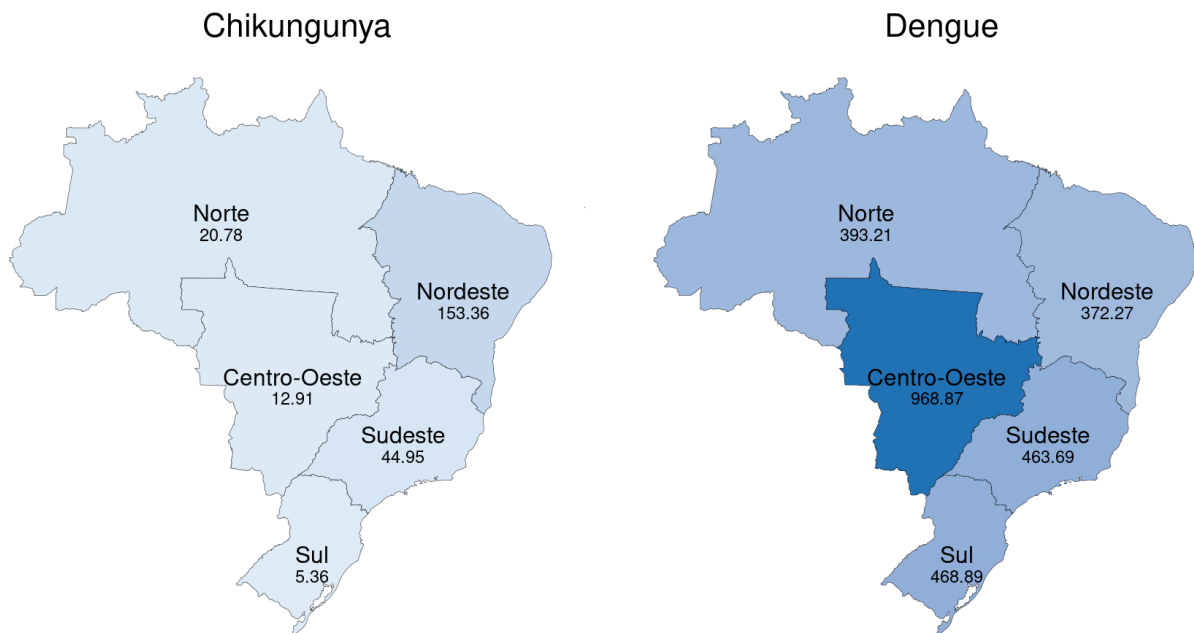 Chikungunya
Norte
20.78
Nordeste
153.36
Centro-Oeste
12.91
Sudeste
44.95
Sul
5.36
Dengue
Norte
393.21
Nordeste
372.27
Centro-Oeste
968.87
Sudeste
463.69
Sul
468.89